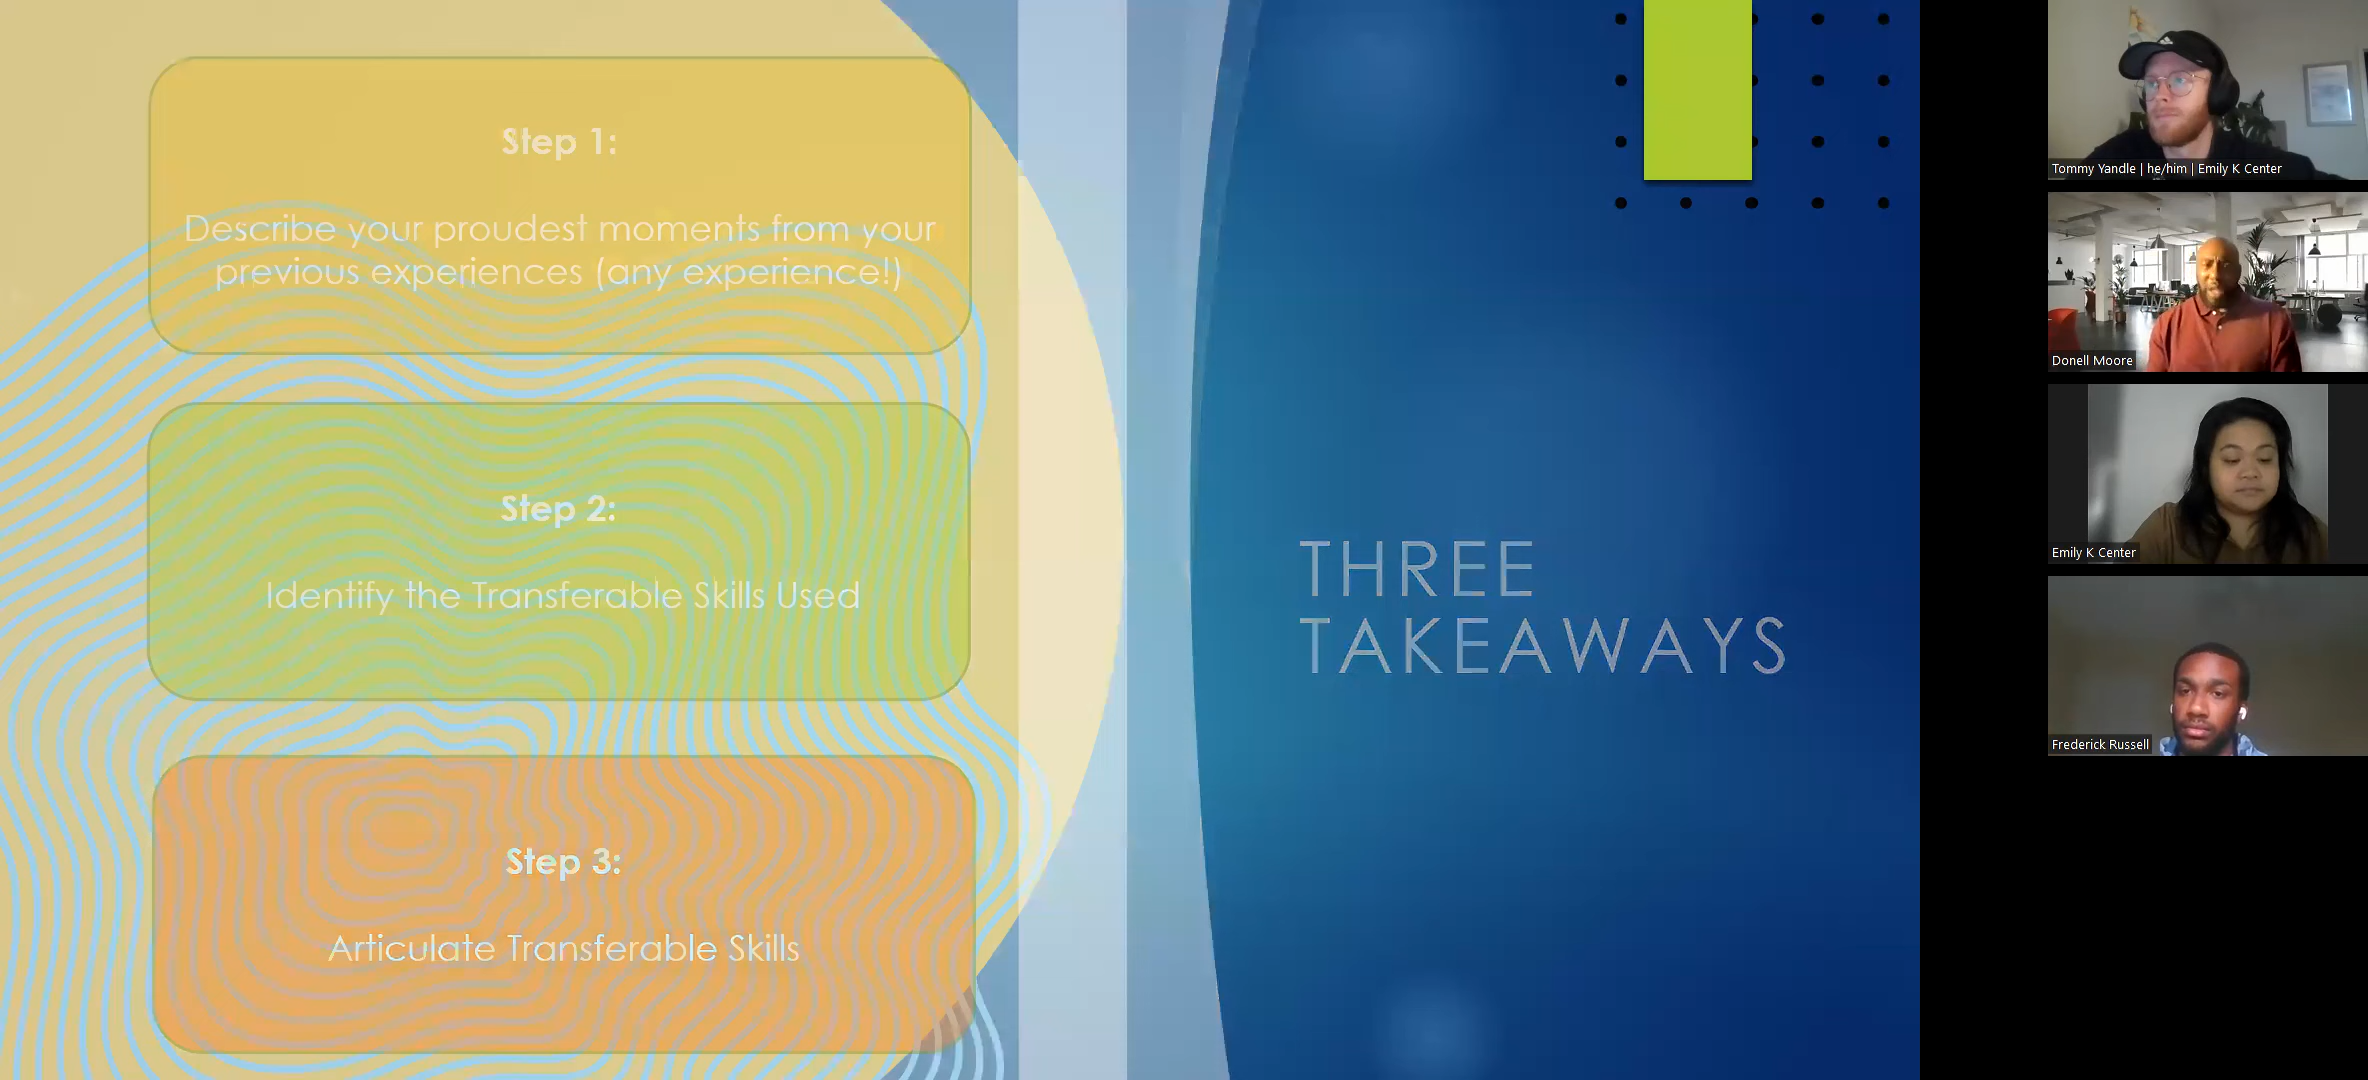 Step 1:
Describe your proudest moments from your
previous experiences (any experience!)
Step 2:
Identify the Transferable Skills Used
Step 3:
Articulate Transferable Skills
THREE
TAKEAWAYS
Tommy Yandle | he/him | Emily K Center
Donell Moore
Emily K Center
Frederick Russell